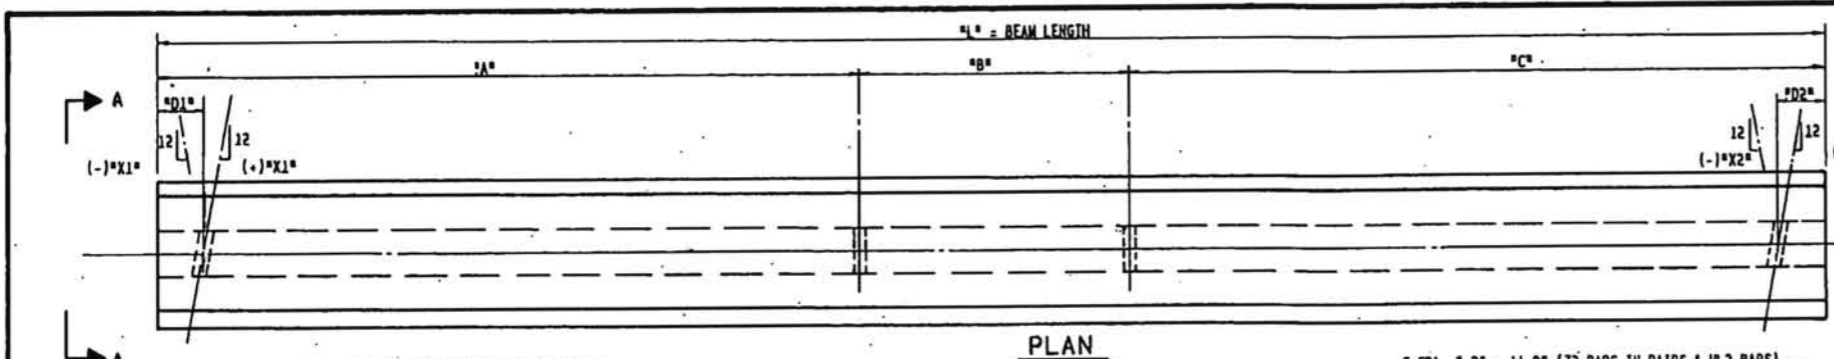 "L" = BEAM LENGTH
"A" "B" "C"
A
"D1" "D2"
12 12 12 12
(-)"X1" (+)"X1" (-)"X2"
PLAN
A